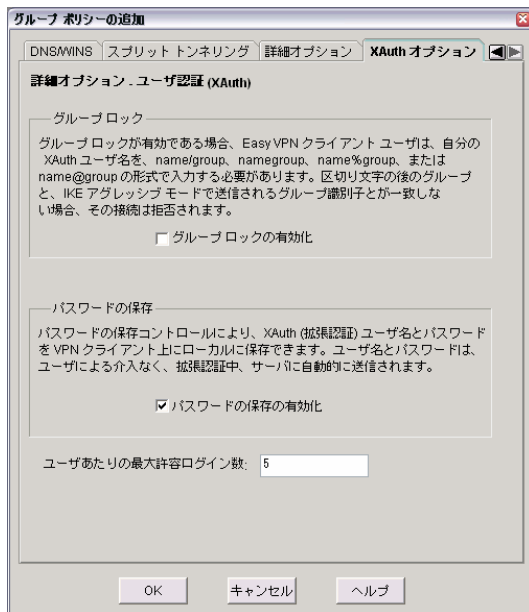 グループ ポリシーの追加
DNS/WINS スプリット トンネリング 詳細オプション XAuth オプション
詳細オプション - ユーザ認証 (XAuth)
グループ ロック
グループ ロックが有効である場合、Easy VPN クライアント ユーザは、自分の
XAuth ユーザ名を、name/group、namegroup、name%group、または
name@group の形式で入力する必要があります。区切り文字の後のグループ
と、IKE アグレッシブ モードで送信されるグループ識別子とが一致しな
い場合、その接続は拒否されます。
グループ ロックの有効化
パスワードの保存
パスワードの保存コントロールにより、XAuth (拡張認証) ユーザ名とパスワード
を VPN クライアント上にローカルに保存できます。ユーザ名とパスワードは、
ユーザによる介入なく、拡張認証中、サーバに自動的に送信されます。
パスワードの保存の有効化
ユーザあたりの最大許容ログイン数: 5
OK キャンセル ヘルプ